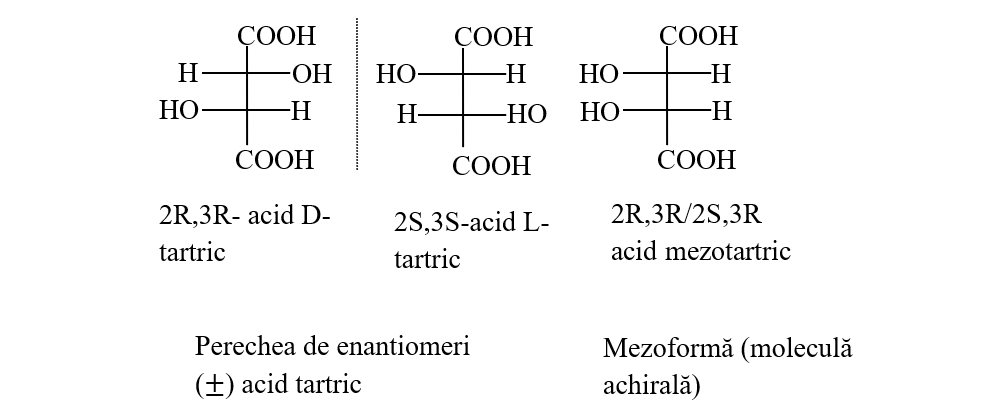 COOH COOH COOH
H OH HO H HO H
HO H H HO HO H
COOH COOH COOH
2R,3R- acid D-
tartric
2S,3S-acid L-
tartric
2R,3R/2S,3R
acid mezotartric
Perechea de enantiomeri
(±) acid tartric
Mezoformă (moleculă
achirală)